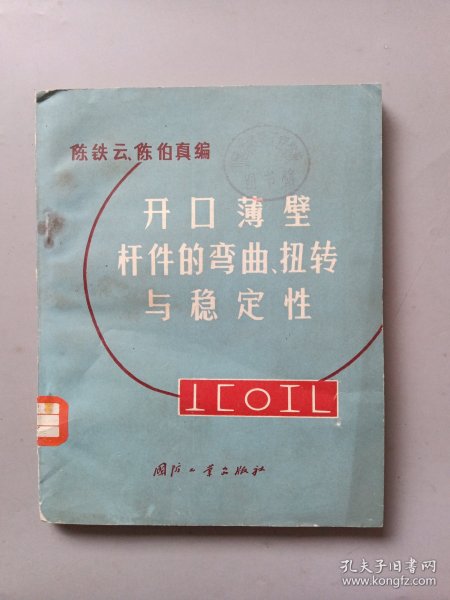 陈铁云、陈伯真编
开口薄壁
杆件的弯曲、扭转
与稳定性
国防工业出版社
孔夫子旧书网
www.kongfz.com